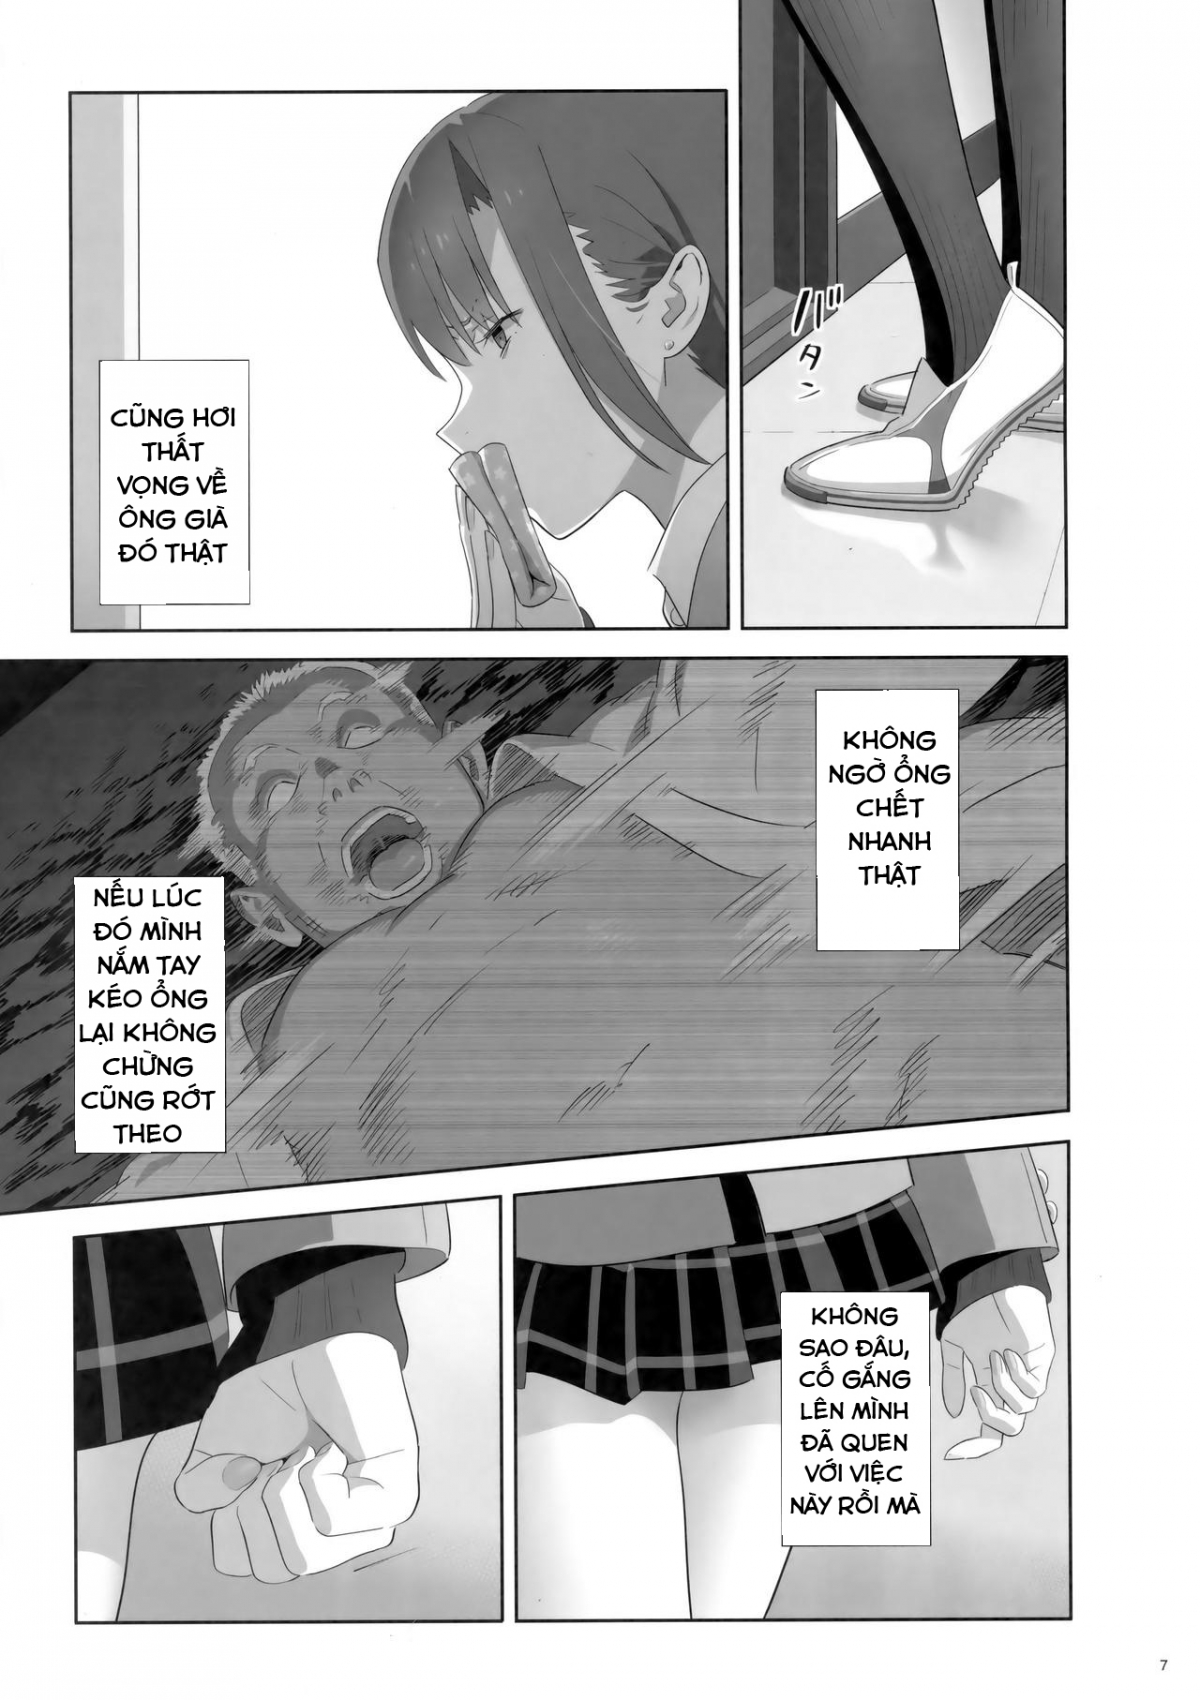 バタン
CŨNG HƠI
THẤT
VỌNG VỀ
ÔNG GIÀ
ĐÓ THẬT
KHÔNG
NGỜ ỔNG
CHẾT
NHANH
THẬT
NẾU LÚC
ĐÓ MÌNH
NẮM TAY
KÉO ỔNG
LẠI KHÔNG
CHỪNG
CŨNG RỚT
THEO
KHÔNG
SAO ĐÂU,
CỐ GẮNG
LÊN MÌNH
ĐÃ QUEN
VỚI VIỆC
NÀY RỒI MÀ
7